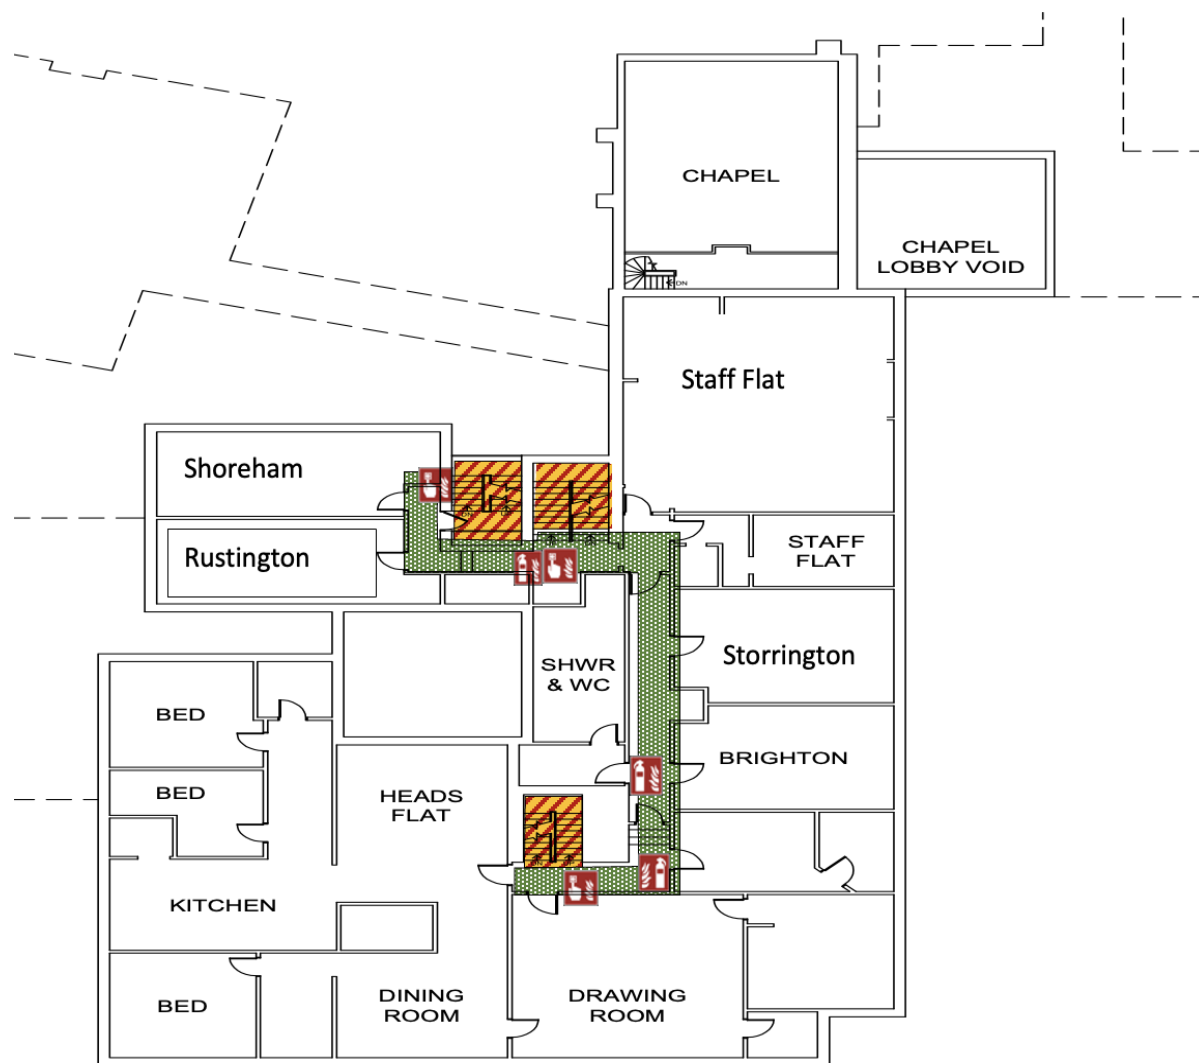 CHAPEL
CHAPEL
LOBBY VOID
DN
Staff Flat
Shoreham
Rustington
STAFF
FLAT
Storrington
SHWR
& WC
BED
BRIGHTON
BED
HEADS
FLAT
KITCHEN
BED
DINING
ROOM
DRAWING
ROOM